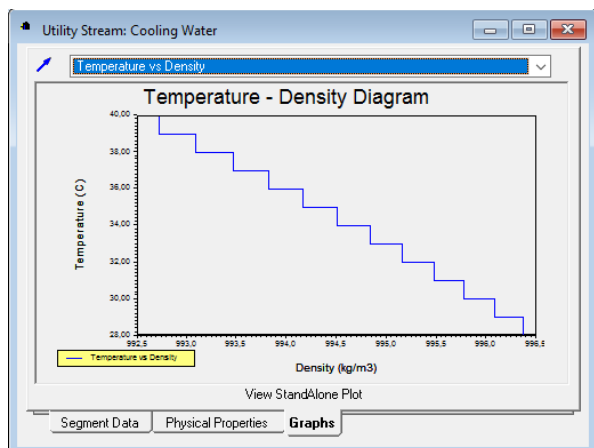 Utility Stream: Cooling Water
Temperature vs Density
Temperature - Density Diagram
40,00
38,00
36,00
34,00
32,00
30,00
28,00
Temperature (C)
992,5 993,0 993,5 994,0 994,5 995,0 995,5 996,0 996,5
Temperature vs Density
Density (kg/m3)
View StandAlone Plot
Segment Data Physical Properties Graphs